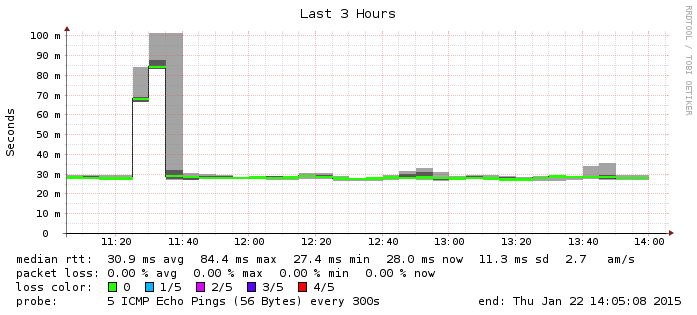 Last 3 Hours
RRDTOOL / TOBI OETIKER
Seconds
100 m
90 m
80 m
70 m
60 m
50 m
40 m
30 m
20 m
10 m
0
11:20 11:40 12:00 12:20 12:40 13:00 13:20 13:40 14:00
median rtt: 30.9 ms avg 84.4 ms max 27.4 ms min 28.0 ms now 11.3 ms sd 2.7 am/s
packet loss: 0.00 % avg 0.00 % max 0.00 % min 0.00 % now
loss color: 0 1/5 2/5 3/5 4/5
probe: 5 ICMP Echo Pings (56 Bytes) every 300s end: Thu Jan 22 14:05:08 2015